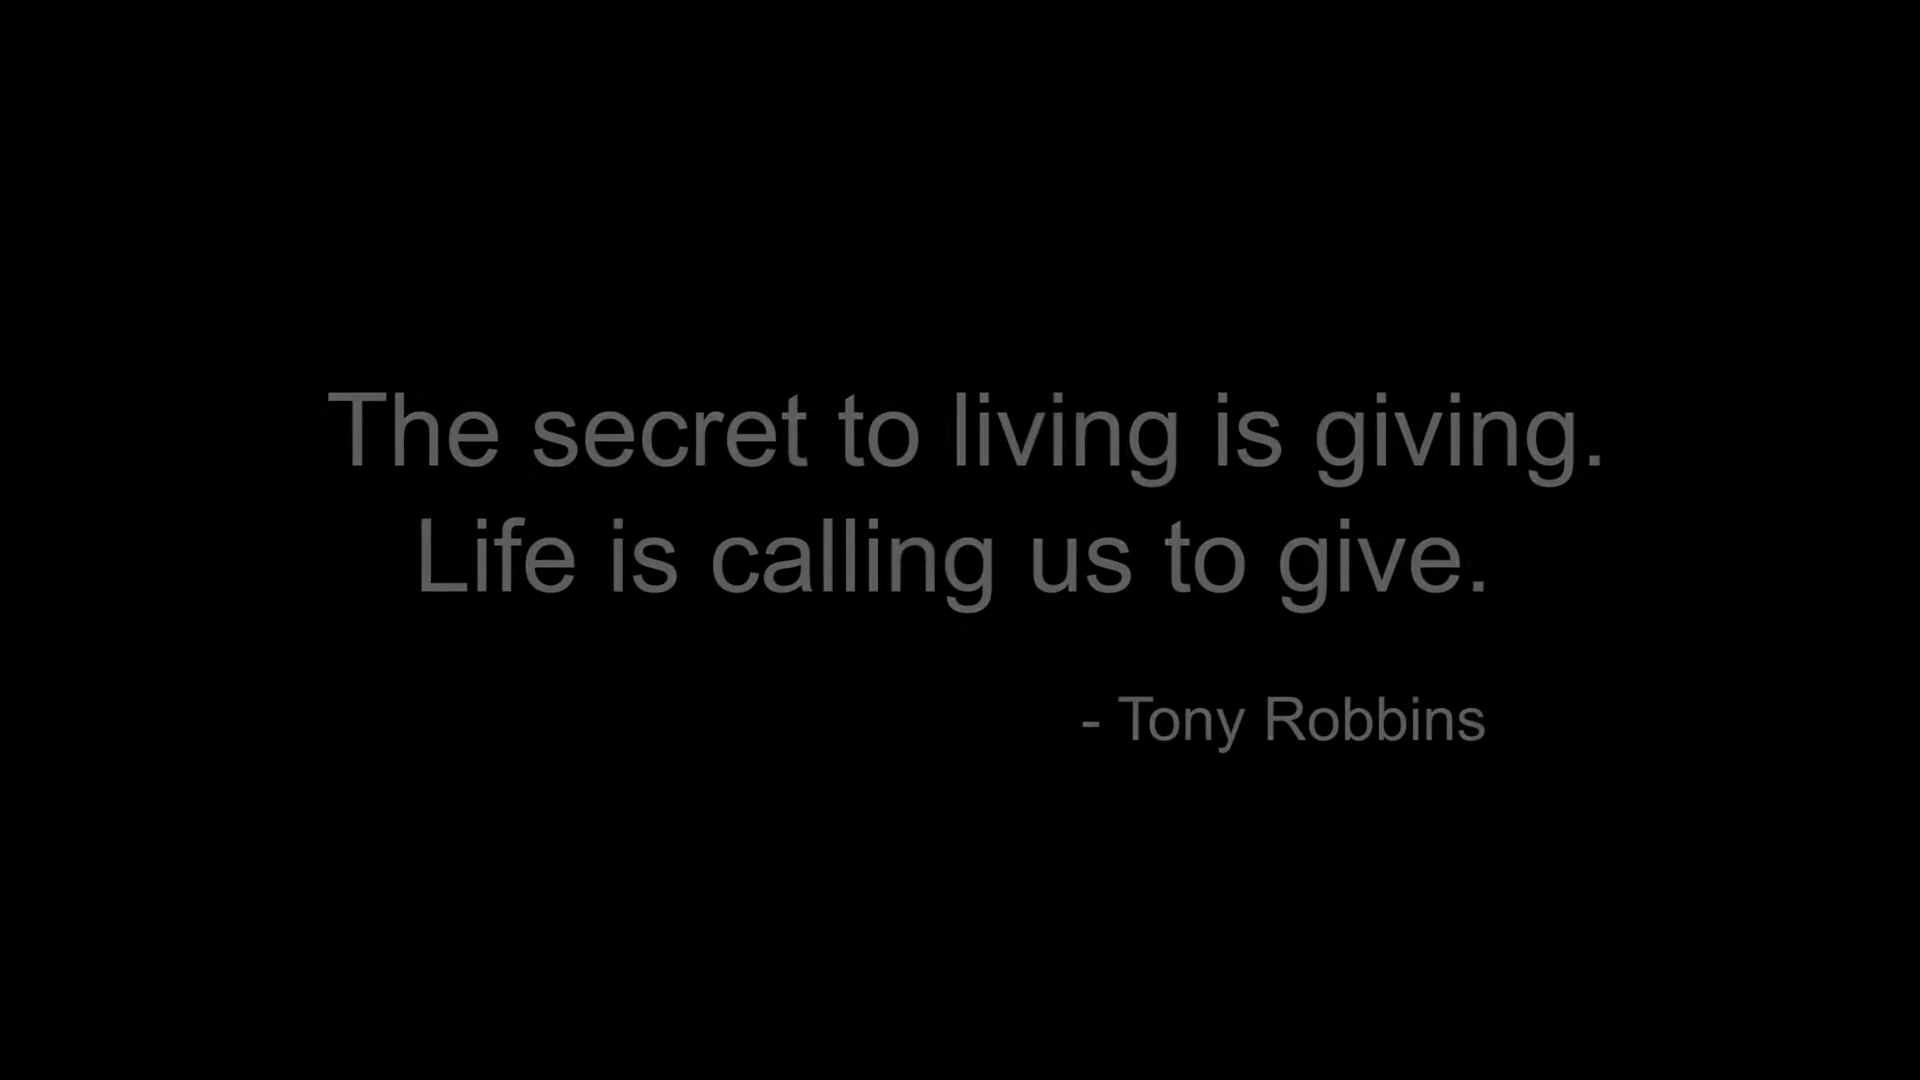 The secret to living is giving.
Life is calling us to give.
- Tony Robbins